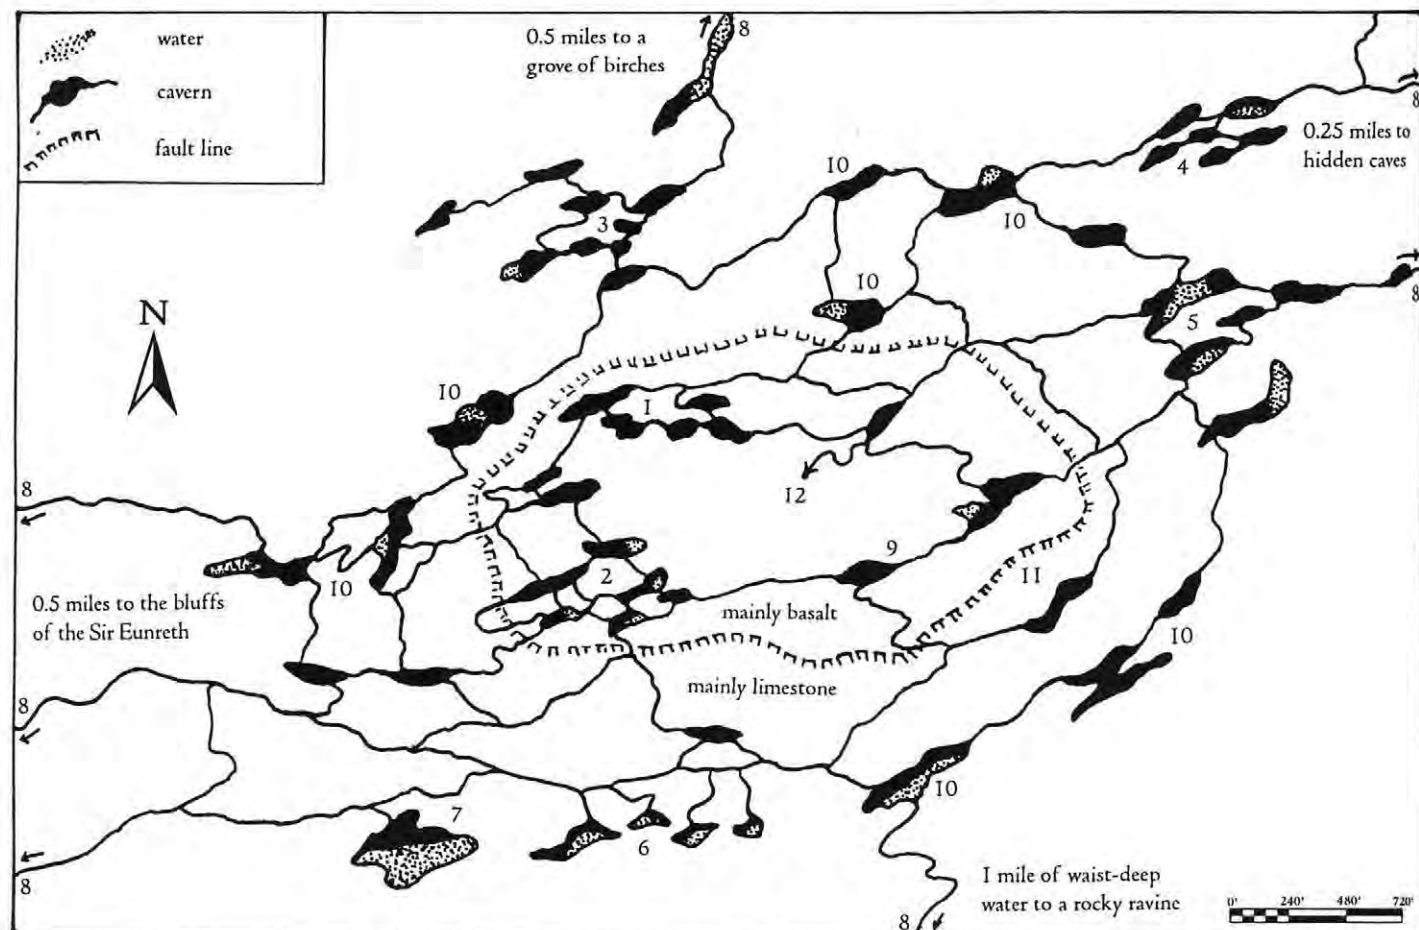 water
cavern
fault line
0.5 miles to a
grove of birches
8
8
0.25 miles to
hidden caves
10
4
3
10
10
8
5
N
10
1
8
12
9
2
11
10
0.5 miles to the bluffs
of the Sir Eunreth
mainly basalt
10
mainly limestone
8
10
7
6
8
1 mile of waist-deep
water to a rocky ravine
8
0' 240' 480' 720'